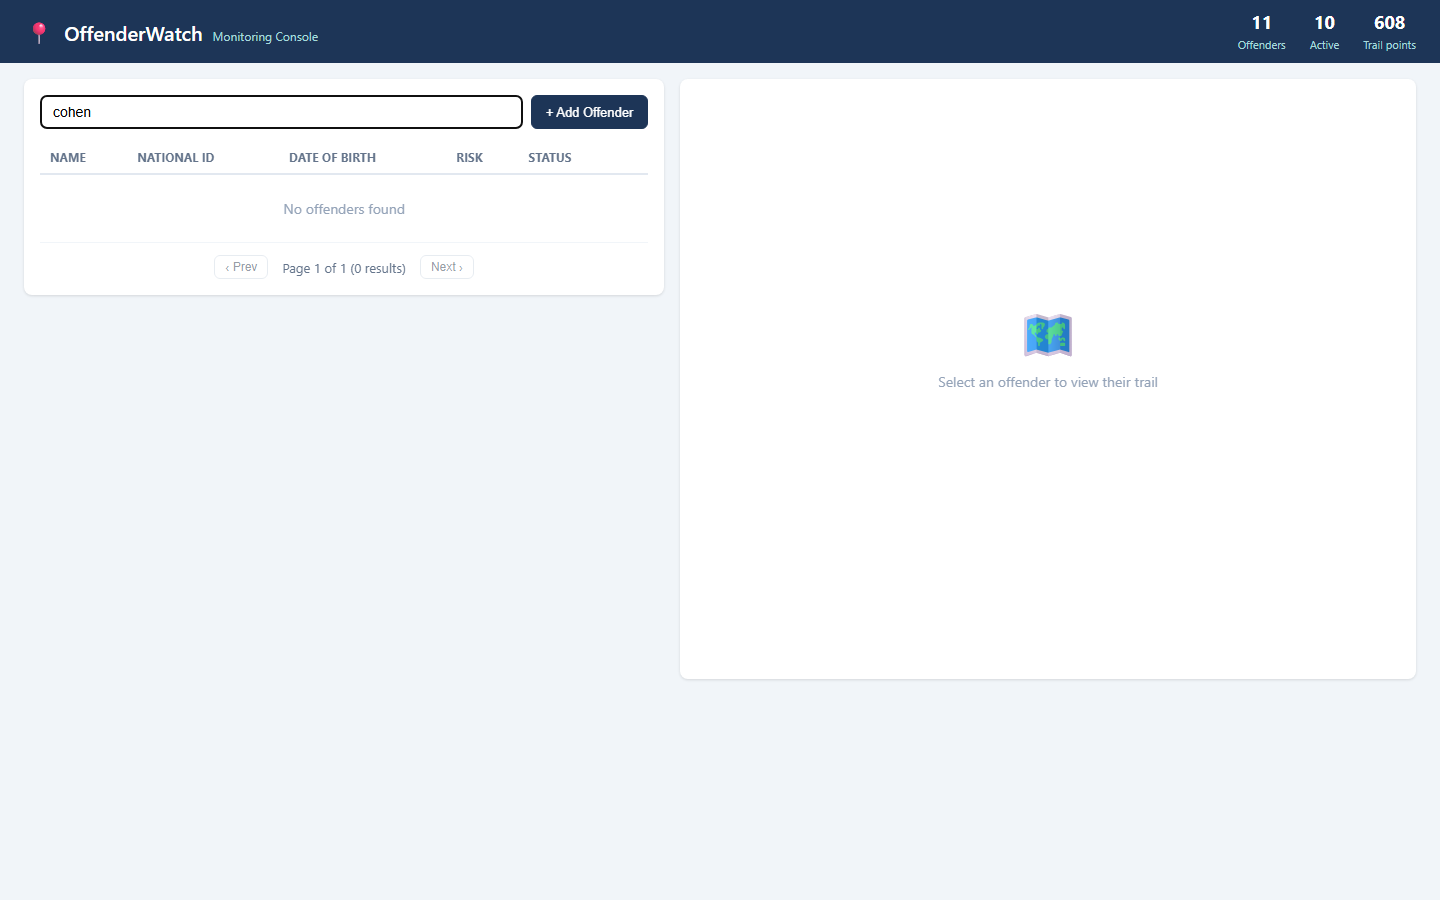 OffenderWatch Monitoring Console
11 Offenders
10 Active
608 Trail points
cohen
+ Add Offender
NAME NATIONAL ID DATE OF BIRTH RISK STATUS
No offenders found
‹ Prev Page 1 of 1 (0 results) Next ›
Select an offender to view their trail